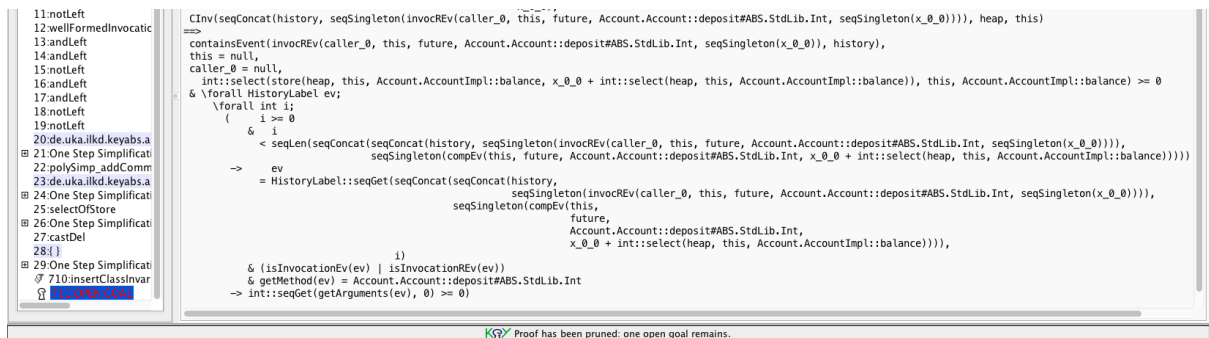 11:notLeft
12:wellFormedInvocatic
13:andLeft
14:andLeft
15:notLeft
16:andLeft
17:andLeft
18:notLeft
19:notLeft
20:de.uka.ilkd.keyabs.a
21:One Step Simplificati
22:polySimp_addComm
23:de.uka.ilkd.keyabs.a
24:One Step Simplificati
25:selectOfStore
26:One Step Simplificati
27:castDel
28:{ }
29:One Step Simplificati
710:insertClassInvar
711:OPEN GOAL
CInv(seqConcat(history, seqSingleton(invocREv(caller_0, this, future, Account.Account::deposit#ABS.StdLib.Int, seqSingleton(x_0_0)))), heap, this)
==>
containsEvent(invocREv(caller_0, this, future, Account.Account::deposit#ABS.StdLib.Int, seqSingleton(x_0_0)), history),
this = null,
caller_0 = null,
int::select(store(heap, this, Account.AccountImpl::balance, x_0_0 + int::select(heap, this, Account.AccountImpl::balance)), this, Account.AccountImpl::balance) >= 0
& \forall HistoryLabel ev;
\forall int i;
( i >= 0
& i
< seqLen(seqConcat(seqConcat(history, seqSingleton(invocREv(caller_0, this, future, Account.Account::deposit#ABS.StdLib.Int, seqSingleton(x_0_0)))),
seqSingleton(compEv(this, future, Account.Account::deposit#ABS.StdLib.Int, x_0_0 + int::select(heap, this, Account.AccountImpl::balance)))))
-> ev
= HistoryLabel::seqGet(seqConcat(seqConcat(history,
seqSingleton(invocREv(caller_0, this, future, Account.Account::deposit#ABS.StdLib.Int, seqSingleton(x_0_0)))),
seqSingleton(compEv(this,
future,
Account.Account::deposit#ABS.StdLib.Int,
x_0_0 + int::select(heap, this, Account.AccountImpl::balance)))),
i)
& (isInvocationEv(ev) | isInvocationREv(ev))
& getMethod(ev) = Account.Account::deposit#ABS.StdLib.Int
-> int::seqGet(getArguments(ev), 0) >= 0)
KeY Proof has been pruned: one open goal remains.